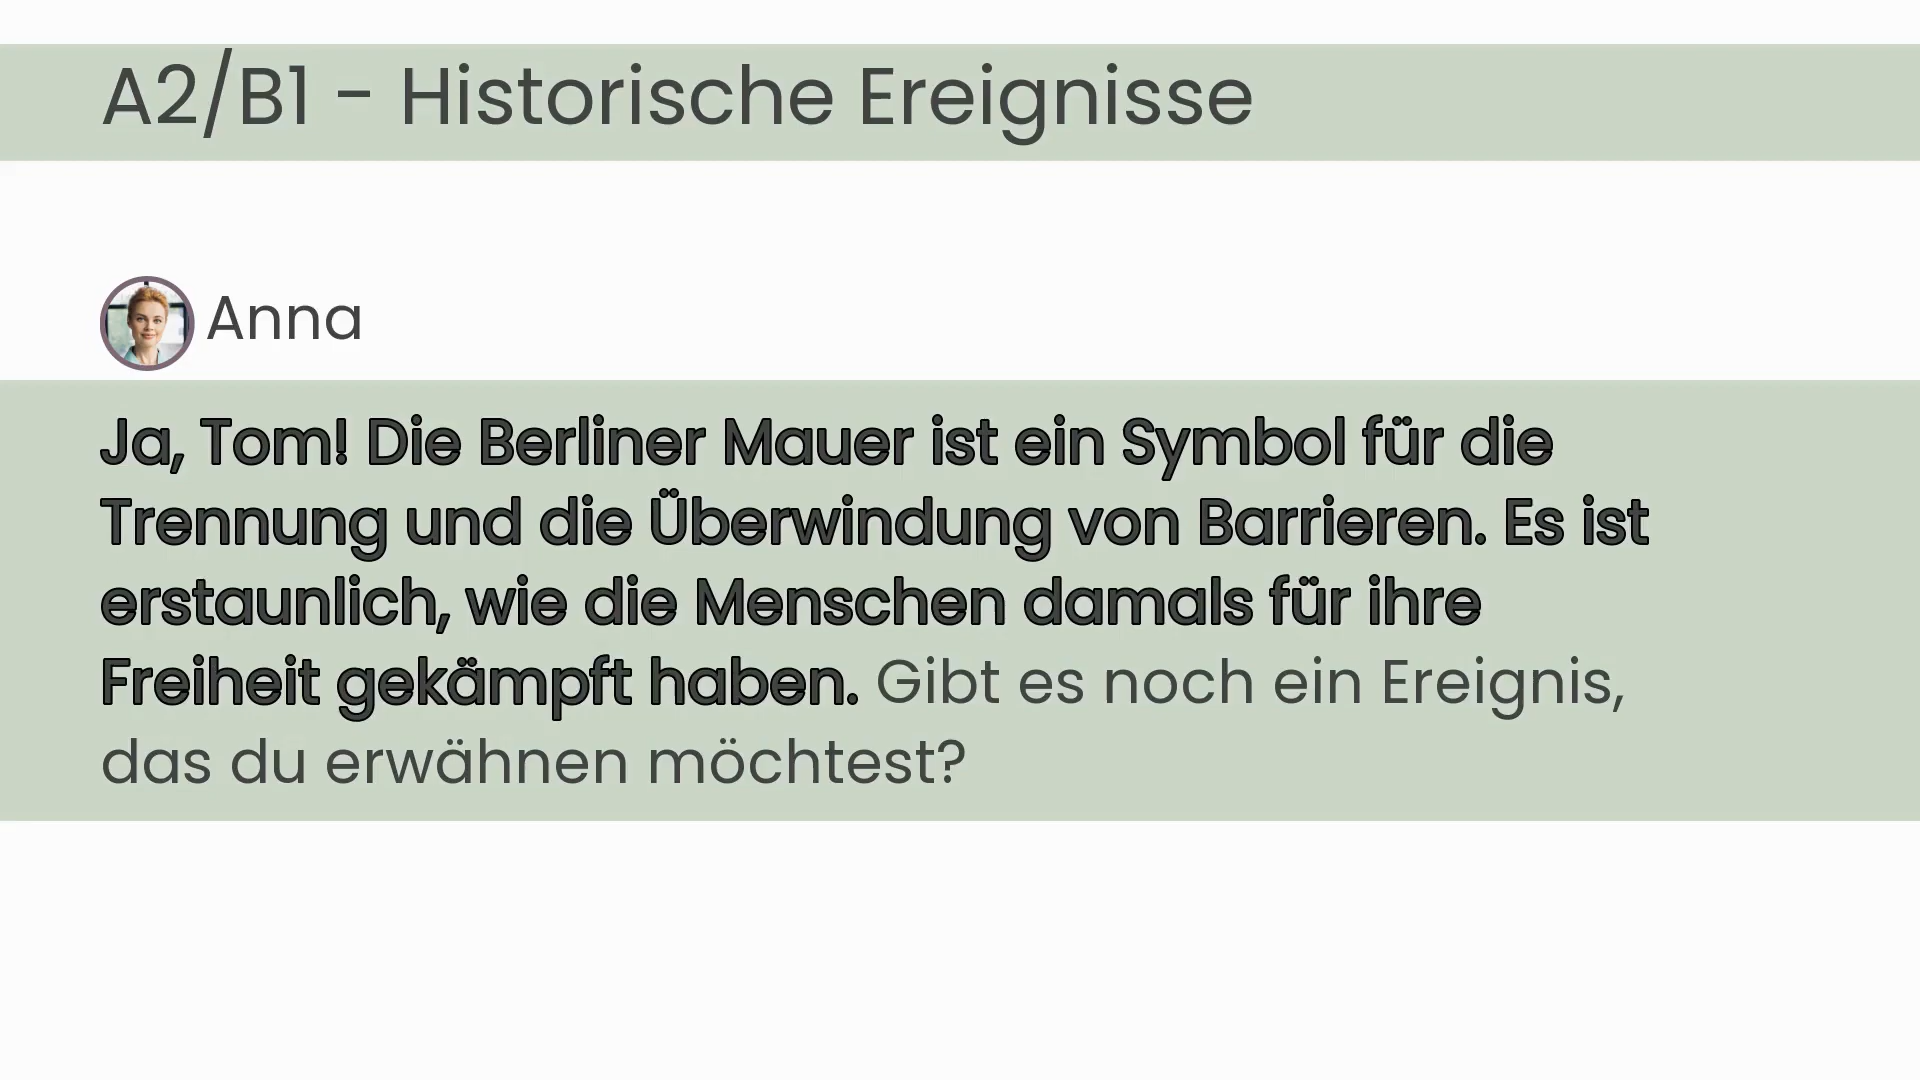 A2/B1 - Historische Ereignisse
Anna
Ja, Tom! Die Berliner Mauer ist ein Symbol für die
Trennung und die Überwindung von Barrieren. Es ist
erstaunlich, wie die Menschen damals für ihre
Freiheit gekämpft haben. Gibt es noch ein Ereignis,
das du erwähnen möchtest?